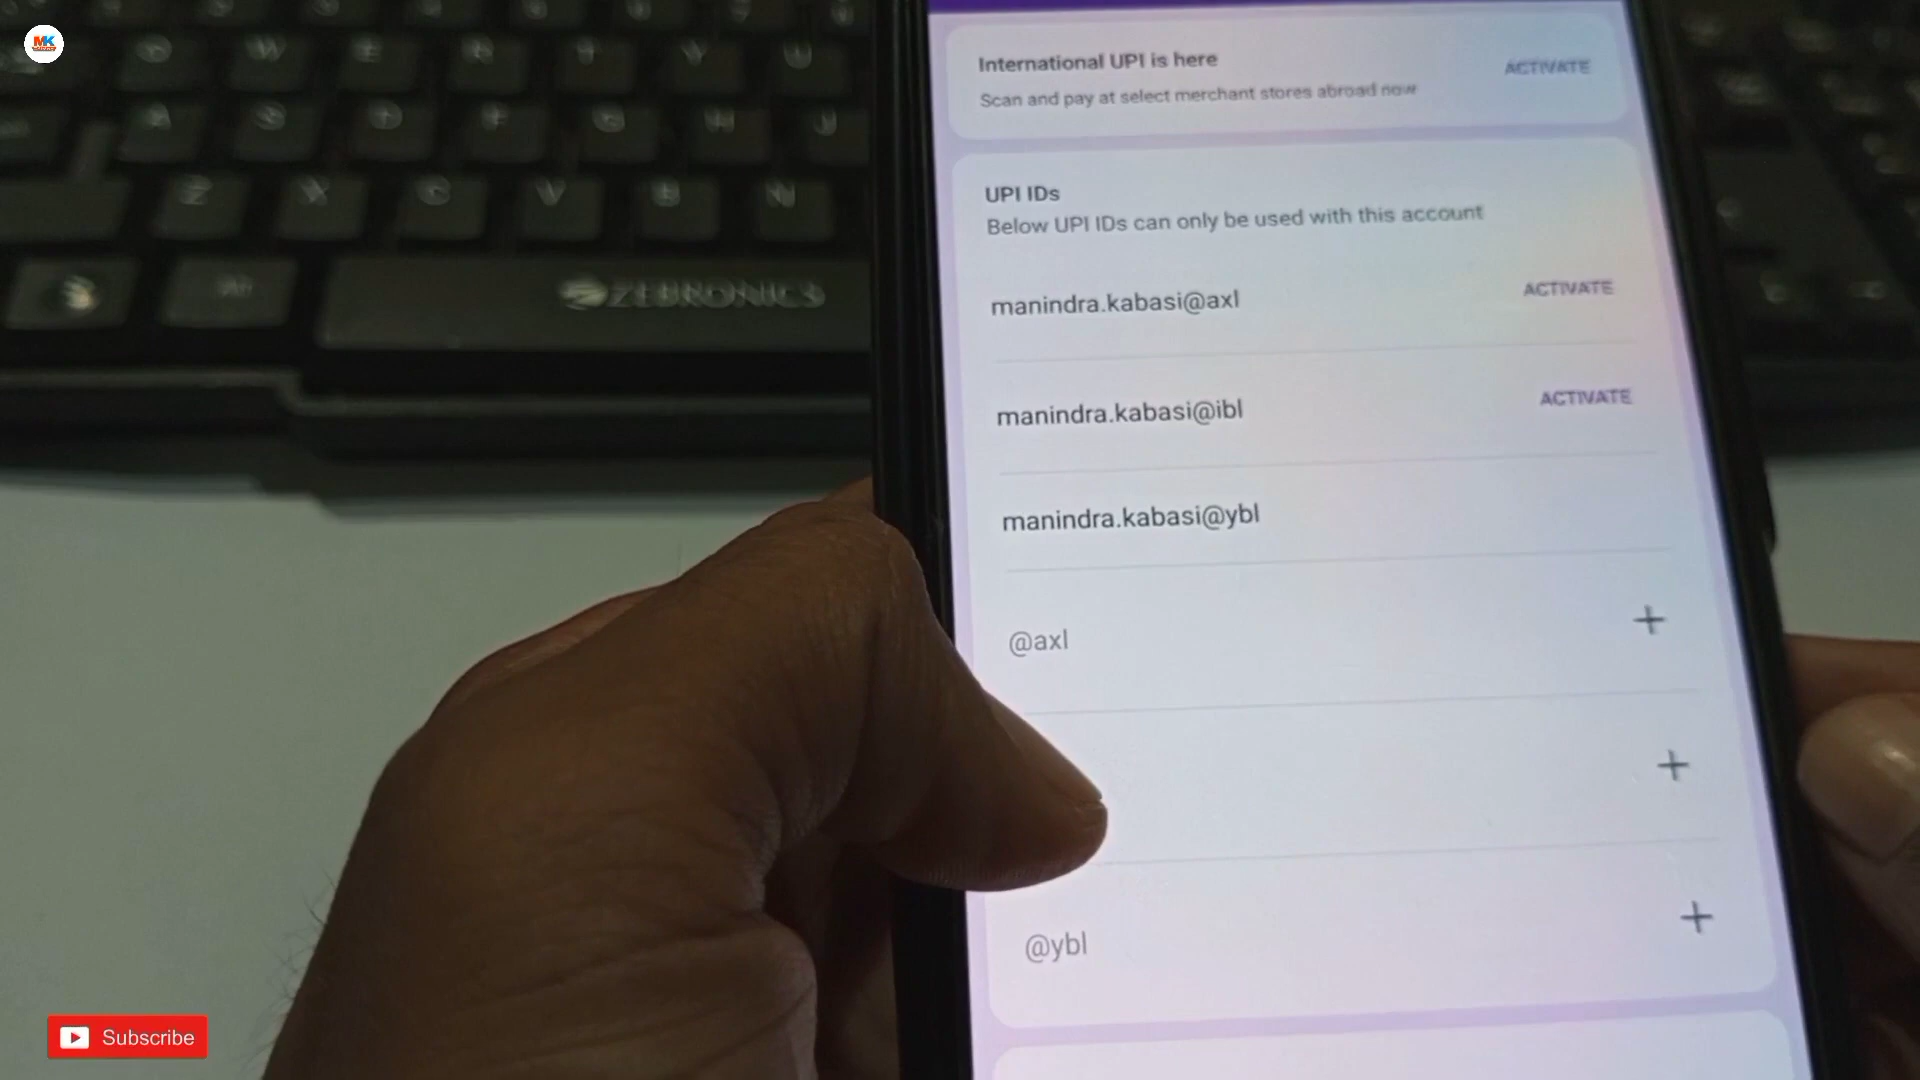 MK
International UPI is here
ACTIVATE
Scan and pay at select merchant stores abroad now
UPI IDs
Below UPI IDs can only be used with this account
manindra.kabasi@axl
ACTIVATE
manindra.kabasi@ibl
ACTIVATE
manindra.kabasi@ybl
@axl
@ybl
W E R T Y U
A S D F G H J
Z X C V B N
Alt
ZEBRONICS
Subscribe